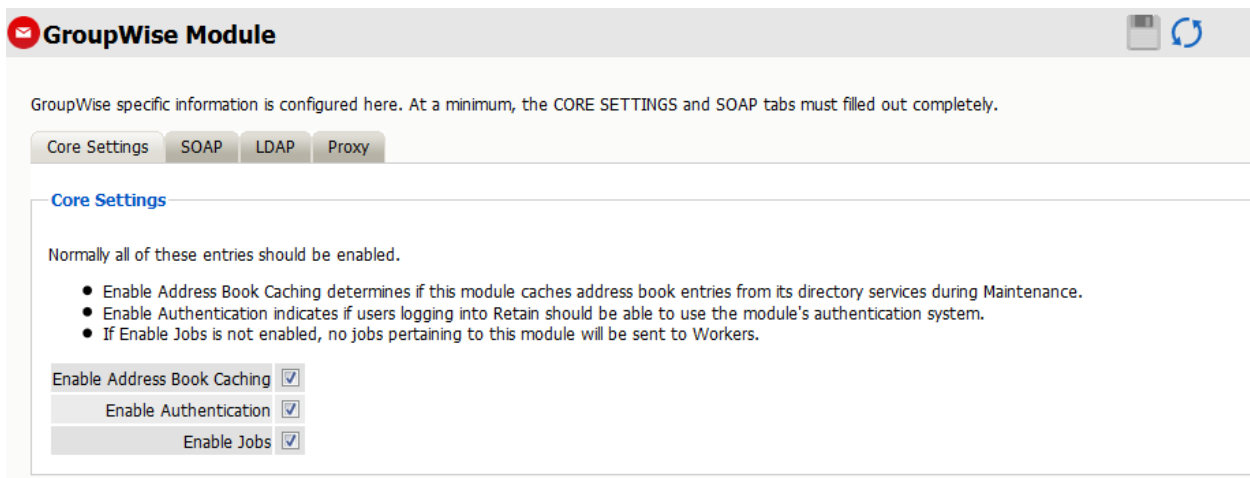 GroupWise Module
GroupWise specific information is configured here. At a minimum, the CORE SETTINGS and SOAP tabs must filled out completely.
Core Settings SOAP LDAP Proxy
Core Settings
Normally all of these entries should be enabled.
● Enable Address Book Caching determines if this module caches address book entries from its directory services during Maintenance.
● Enable Authentication indicates if users logging into Retain should be able to use the module's authentication system.
● If Enable Jobs is not enabled, no jobs pertaining to this module will be sent to Workers.
Enable Address Book Caching
Enable Authentication
Enable Jobs